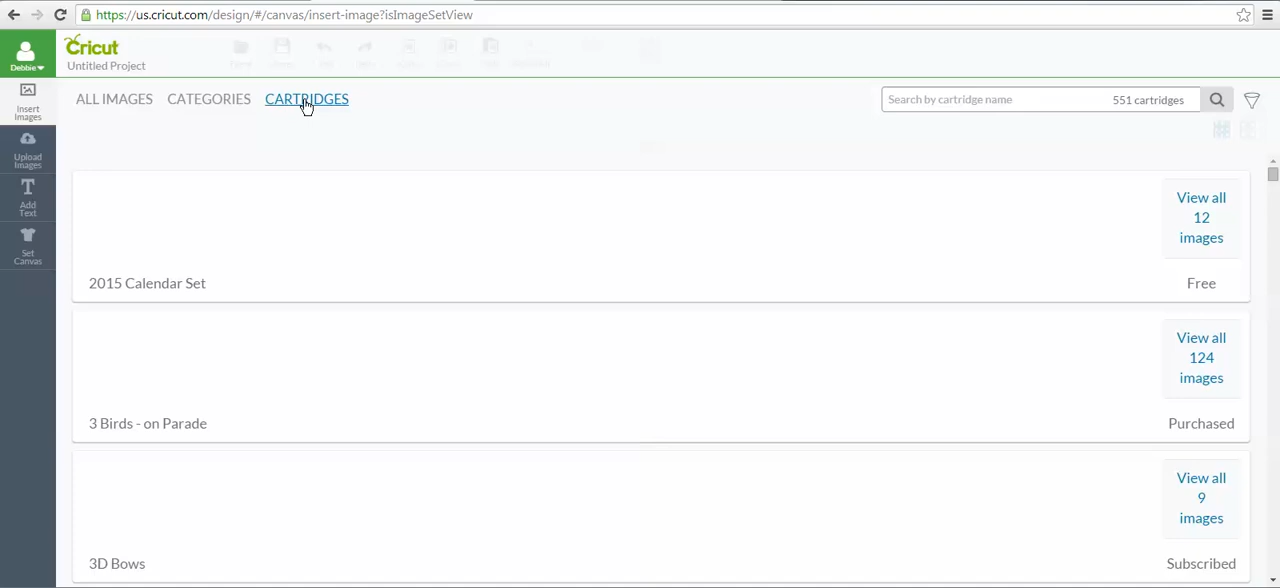 https://us.cricut.com/design/#/canvas/insert-image?isImageSetView
Debbie
Cricut
Untitled Project
Insert
Images
Upload
Images
Add
Text
Set
Canvas
ALL IMAGES CATEGORIES CARTRIDGES
Search by cartridge name 551 cartridges
View all
12
images
2015 Calendar Set Free
View all
124
images
3 Birds - on Parade Purchased
View all
9
images
3D Bows Subscribed